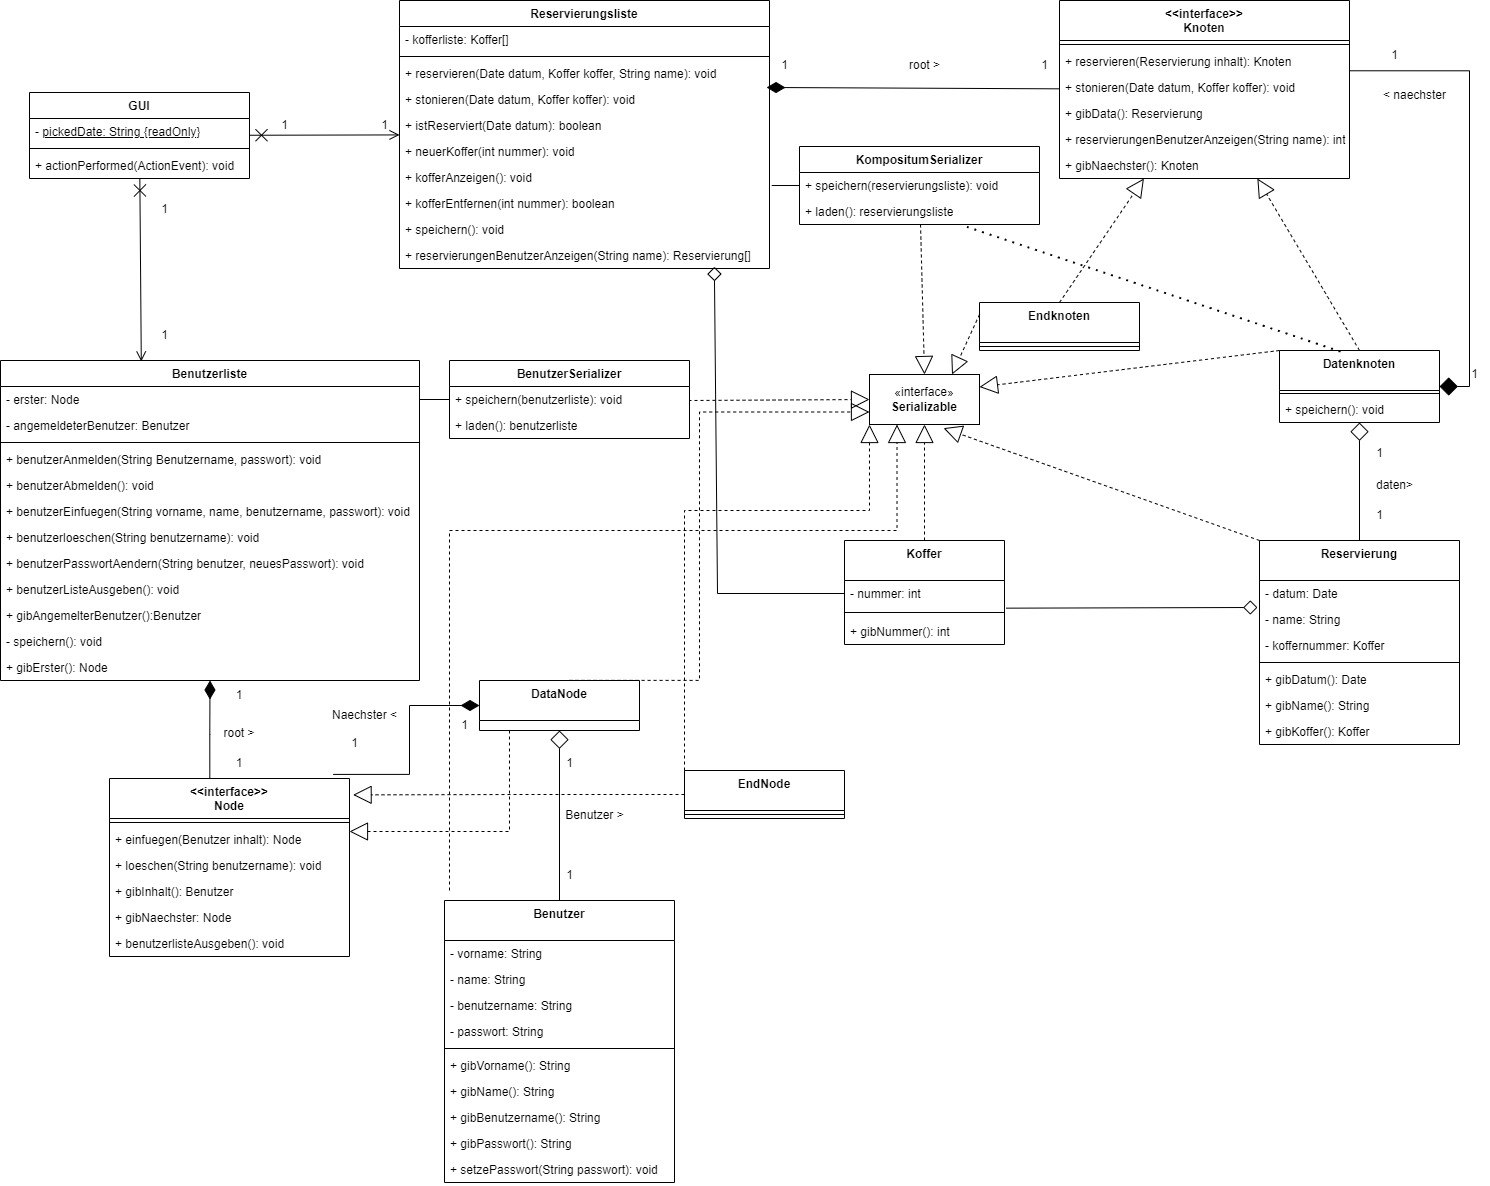 Reservierungsliste
- kofferliste: Koffer[]
+ reservieren(Date datum, Koffer koffer, String name): void
+ stonieren(Date datum, Koffer koffer): void
+ istReserviert(Date datum): boolean
+ neuerKoffer(int nummer): void
+ kofferAnzeigen(): void
+ kofferEntfernen(int nummer): boolean
+ speichern(): void
+ reservierungenBenutzerAnzeigen(String name): Reservierung[]
1
root >
1
<<interface>>
Knoten
+ reservieren(Reservierung inhalt): Knoten
+ stonieren(Date datum, Koffer koffer): void
+ gibData(): Reservierung
+ reservierungenBenutzerAnzeigen(String name): int
+ gibNaechster(): Knoten
1
< naechster
1
GUI
- pickedDate: String {readOnly}
+ actionPerformed(ActionEvent): void
1
1
1
1
KompositumSerializer
+ speichern(reservierungsliste): void
+ laden(): reservierungsliste
Endknoten
Datenknoten
+ speichern(): void
1
daten>
1
Benutzerliste
- erster: Node
- angemeldeterBenutzer: Benutzer
+ benutzerAnmelden(String Benutzername, passwort): void
+ benutzerAbmelden(): void
+ benutzerEinfuegen(String vorname, name, benutzername, passwort): void
+ benutzerloeschen(String benutzername): void
+ benutzerPasswortAendern(String benutzer, neuesPasswort): void
+ benutzerListeAusgeben(): void
+ gibAngemelterBenutzer():Benutzer
- speichern(): void
+ gibErster(): Node
BenutzerSerializer
+ speichern(benutzerliste): void
+ laden(): benutzerliste
«interface»
Serializable
Koffer
- nummer: int
+ gibNummer(): int
Reservierung
- datum: Date
- name: String
- koffernummer: Koffer
+ gibDatum(): Date
+ gibName(): String
+ gibKoffer(): Koffer
1
root >
1
Naechster <
1
1
DataNode
1
Benutzer >
1
EndNode
<<interface>>
Node
+ einfuegen(Benutzer inhalt): Node
+ loeschen(String benutzername): void
+ gibInhalt(): Benutzer
+ gibNaechster: Node
+ benutzerlisteAusgeben(): void
Benutzer
- vorname: String
- name: String
- benutzername: String
- passwort: String
+ gibVorname(): String
+ gibName(): String
+ gibBenutzername(): String
+ gibPasswort(): String
+ setzePasswort(String passwort): void